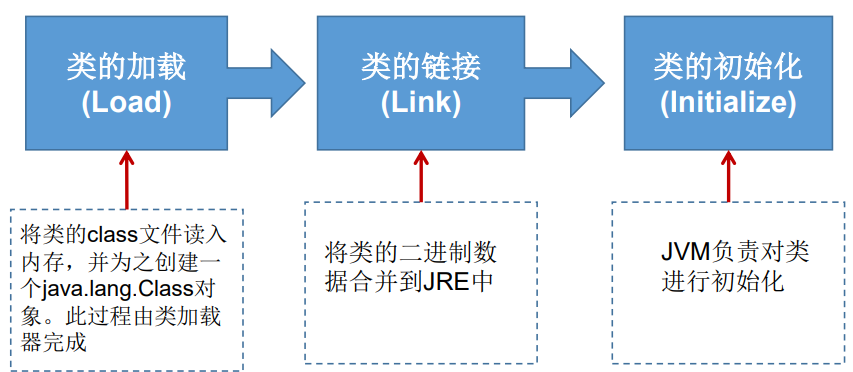 类的加载
(Load)
类的链接
(Link)
类的初始化
(Initialize)
将类的class文件读入
内存，并为之创建一
个java.lang.Class对
象。此过程由类加载
器完成
将类的二进制数
据合并到JRE中
JVM负责对类
进行初始化